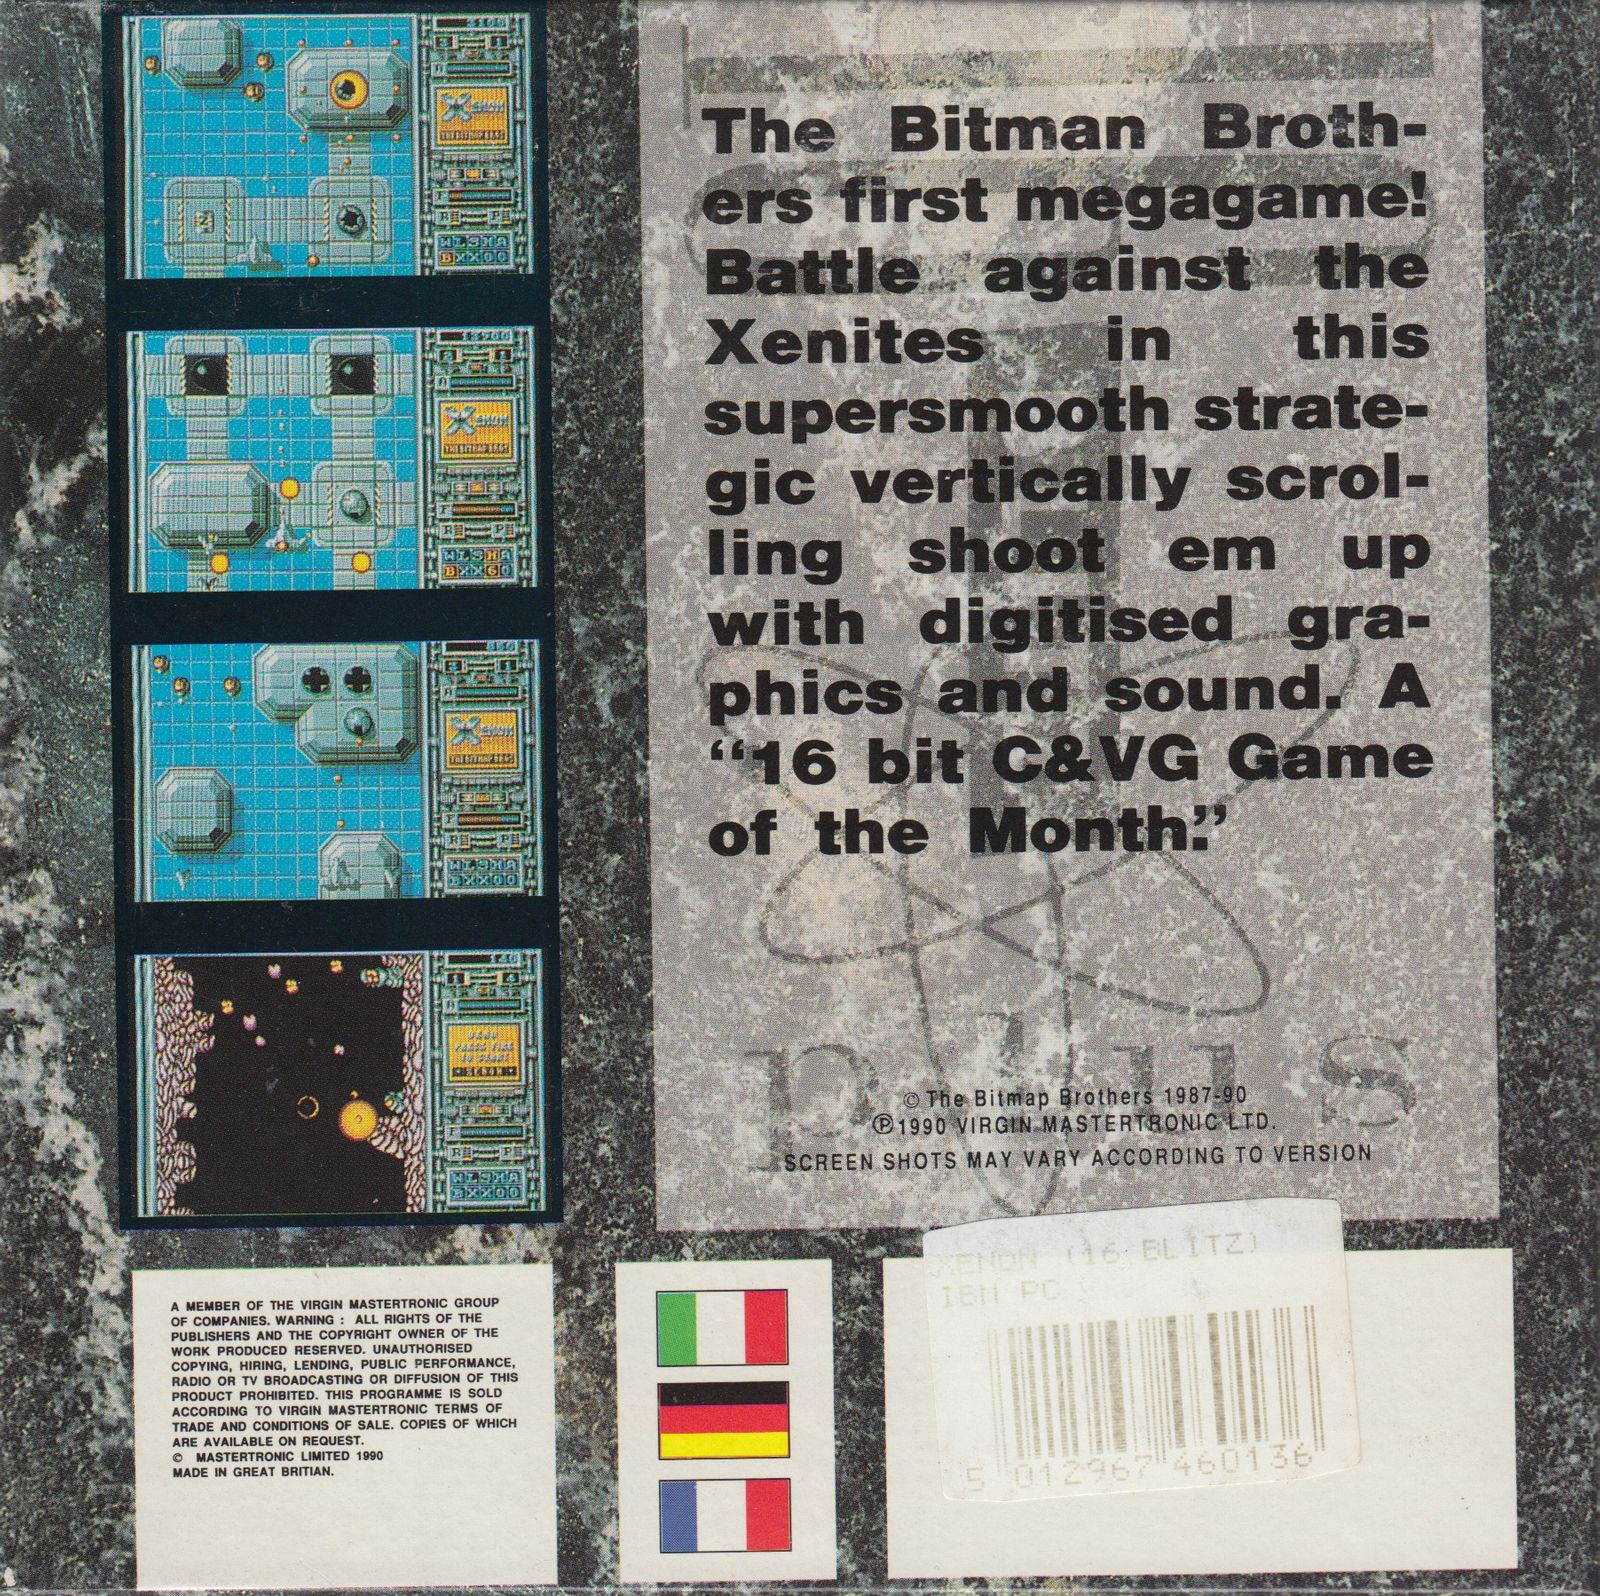 The Bitman Broth-
ers first megagame!
Battle against the
Xenites in this
supersmooth strate-
gic vertically scrol-
ling shoot em up
with digitised gra-
phics and sound. A
“16 bit C&VG Game
of the Month.”
plus
© The Bitmap Brothers 1987-90
℗1990 VIRGIN MASTERTRONIC LTD.
SCREEN SHOTS MAY VARY ACCORDING TO VERSION
A MEMBER OF THE VIRGIN MASTERTRONIC GROUP
OF COMPANIES. WARNING : ALL RIGHTS OF THE
PUBLISHERS AND THE COPYRIGHT OWNER OF THE
WORK PRODUCED RESERVED. UNAUTHORISED
COPYING, HIRING, LENDING, PUBLIC PERFORMANCE,
RADIO OR TV BROADCASTING OR DIFFUSION OF THIS
PRODUCT PROHIBITED. THIS PROGRAMME IS SOLD
ACCORDING TO VIRGIN MASTERTRONIC TERMS OF
TRADE AND CONDITIONS OF SALE. COPIES OF WHICH
ARE AVAILABLE ON REQUEST.
© MASTERTRONIC LIMITED 1990
MADE IN GREAT BRITIAN.
XENON (16 BLITZ)
IBM PC
5 012967 460136